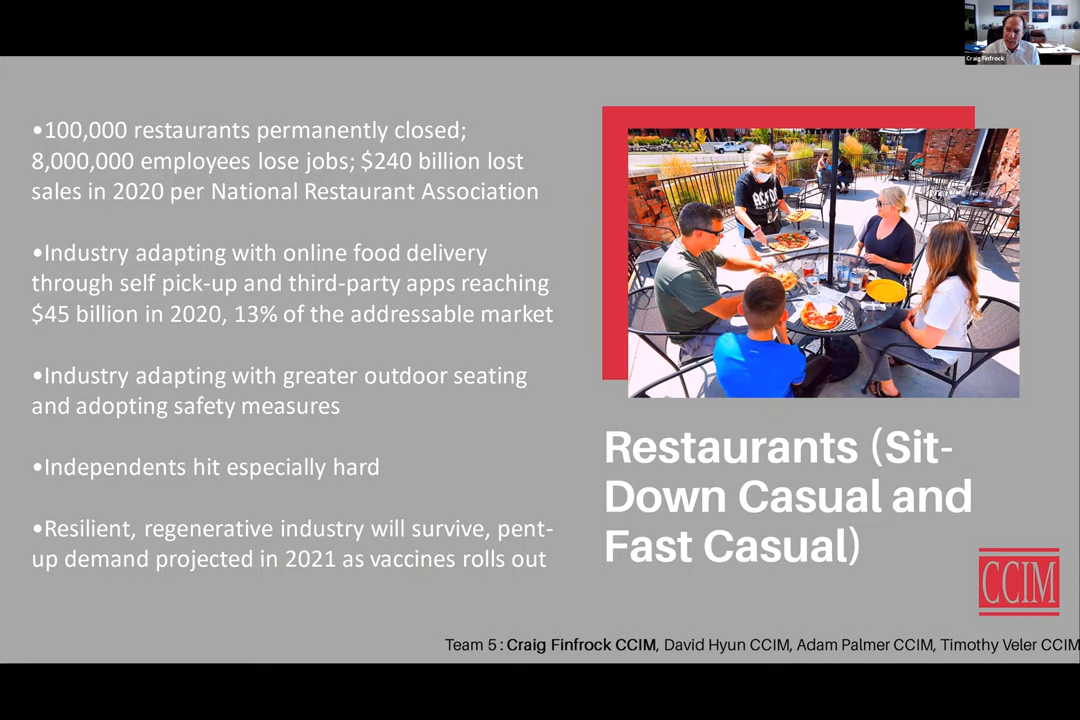 Craig Finfrock
•100,000 restaurants permanently closed;
8,000,000 employees lose jobs; $240 billion lost
sales in 2020 per National Restaurant Association
•Industry adapting with online food delivery
through self pick-up and third-party apps reaching
$45 billion in 2020, 13% of the addressable market
•Industry adapting with greater outdoor seating
and adopting safety measures
•Independents hit especially hard
•Resilient, regenerative industry will survive, pent-
up demand projected in 2021 as vaccines rolls out
Restaurants (Sit-
Down Casual and
Fast Casual)
CCIM
Team 5 : Craig Finfrock CCIM, David Hyun CCIM, Adam Palmer CCIM, Timothy Veler CCIM